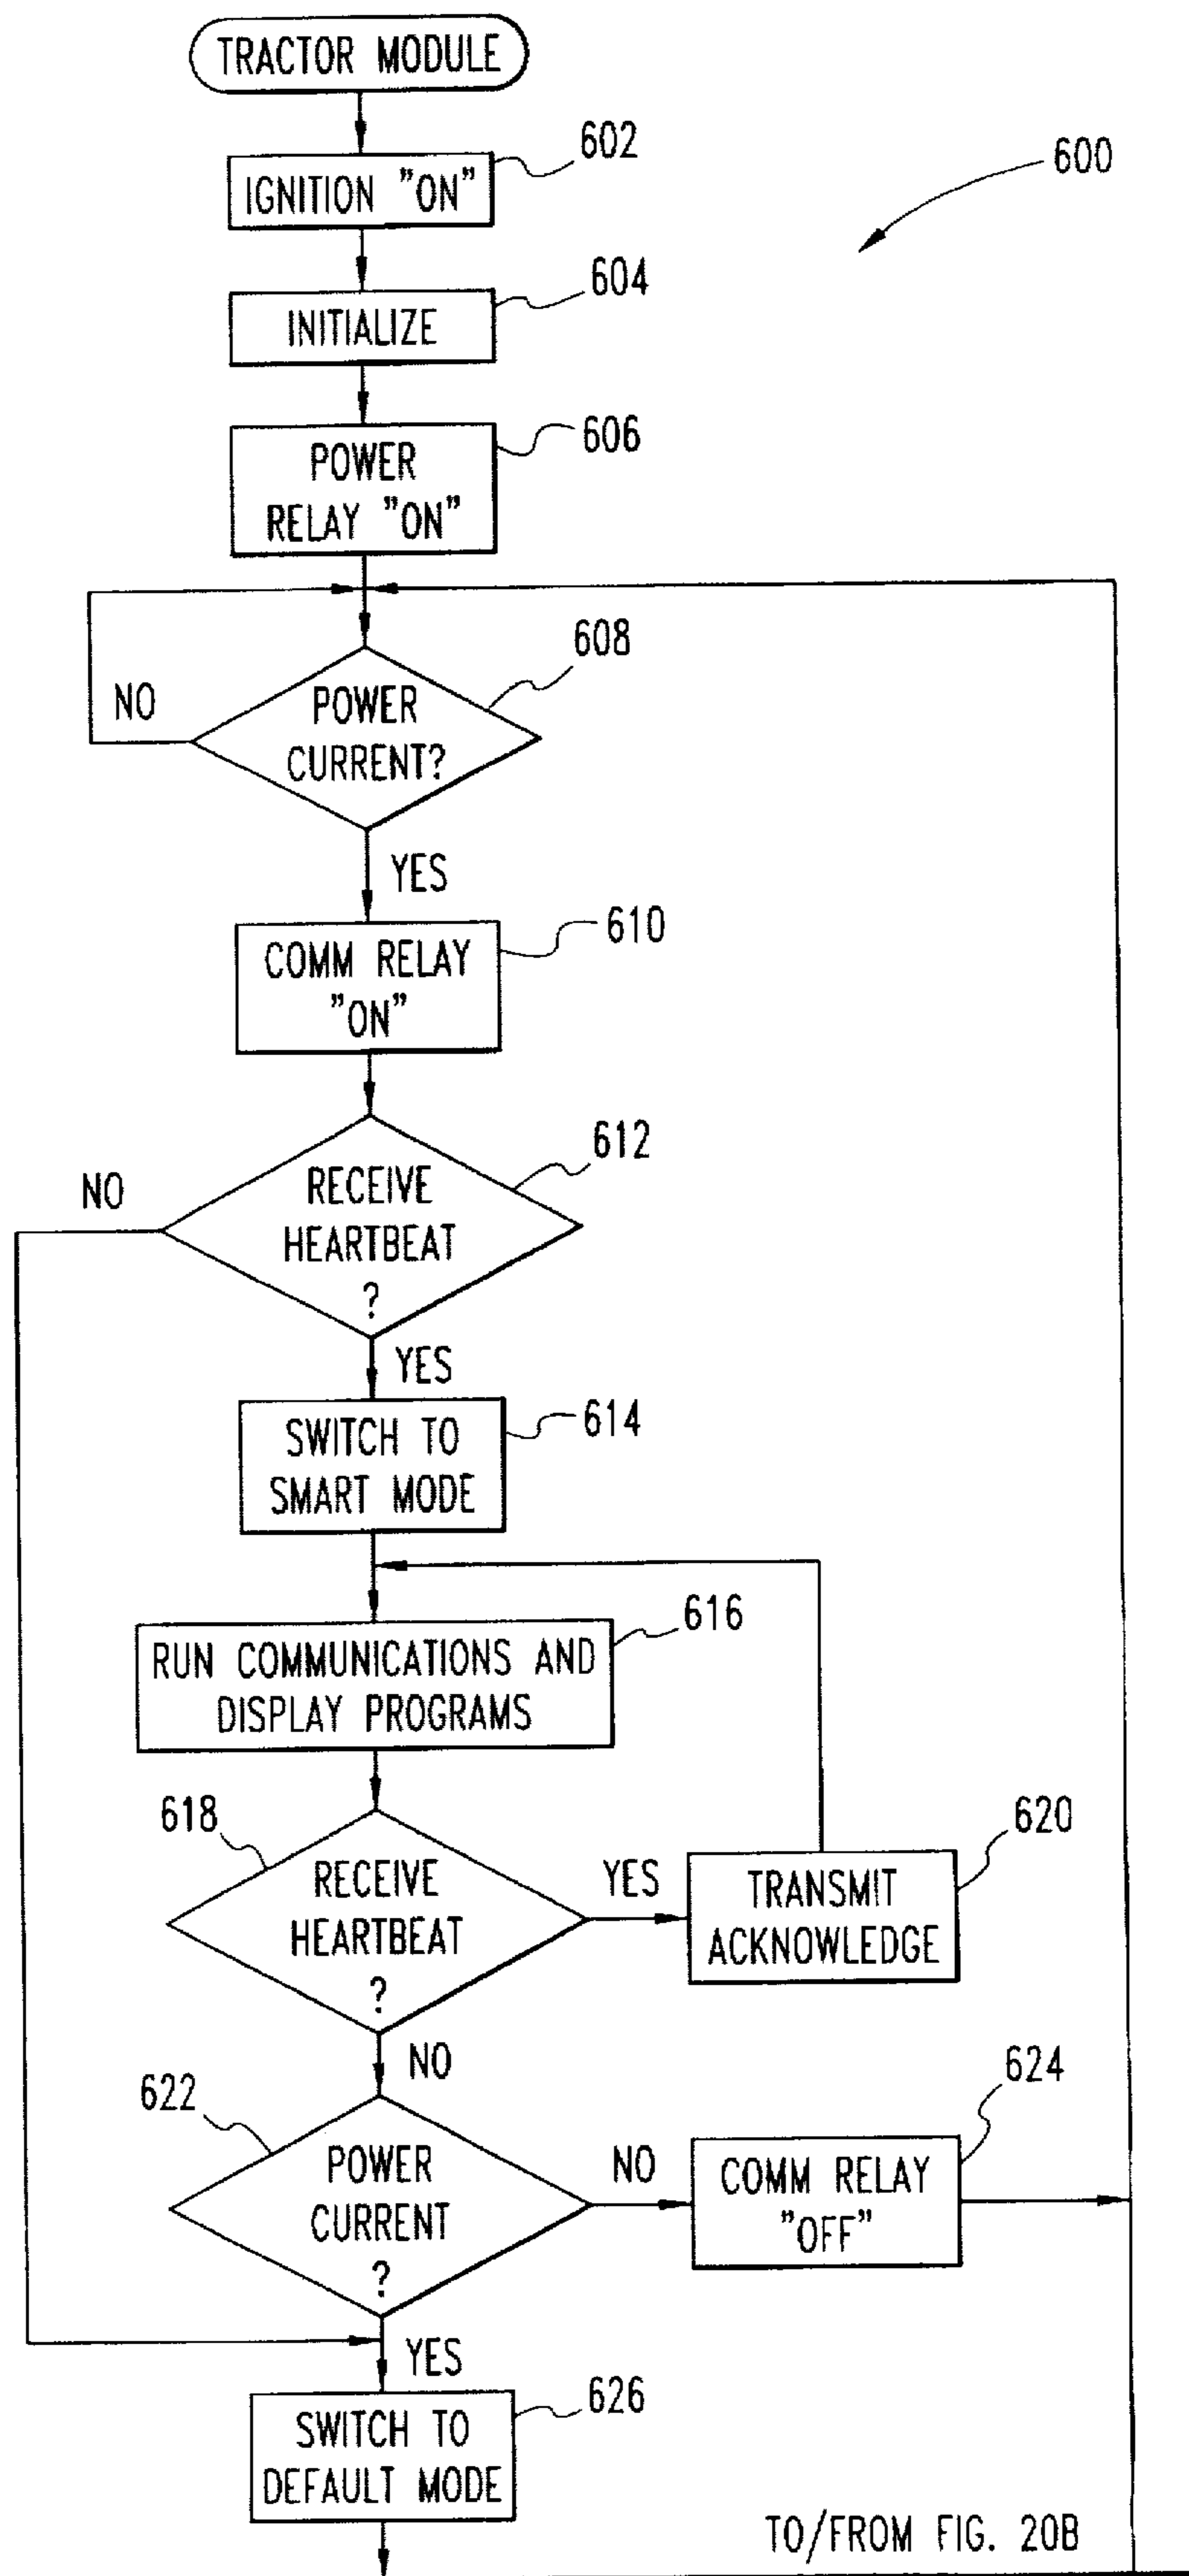 TRACTOR MODULE
602
IGNITION "ON"
600
604
INITIALIZE
606
POWER
RELAY "ON"
608
POWER
CURRENT?
NO
YES
610
COMM RELAY
"ON"
612
RECEIVE
HEARTBEAT
?
NO
YES
614
SWITCH TO
SMART MODE
616
RUN COMMUNICATIONS AND
DISPLAY PROGRAMS
618
RECEIVE
HEARTBEAT
?
YES
620
TRANSMIT
ACKNOWLEDGE
NO
622
POWER
CURRENT
?
NO
624
COMM RELAY
"OFF"
YES
626
SWITCH TO
DEFAULT MODE
TO/FROM FIG. 20B